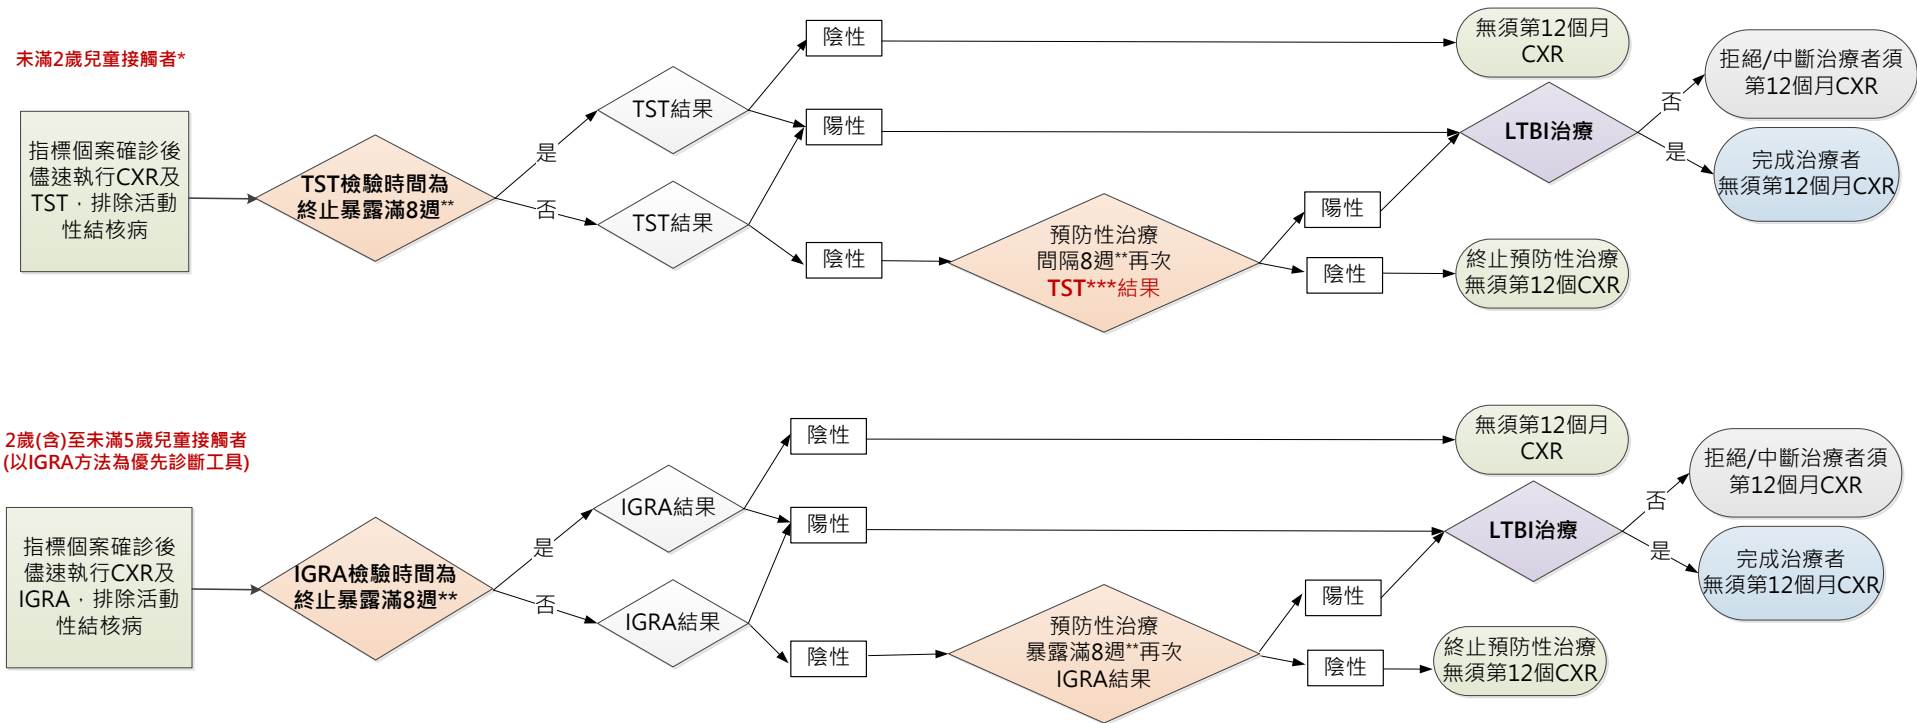 未滿2歲兒童接觸者*
指標個案確診後
儘速執行CXR及
TST，排除活動
性結核病
TST檢驗時間為
終止暴露滿8週**
是
否
TST結果
TST結果
陰性
陽性
陰性
預防性治療
間隔8週**再次
TST***結果
陽性
陰性
無須第12個月
CXR
LTBI治療
終止預防性治療
無須第12個CXR
否
是
拒絕/中斷治療者須
第12個月CXR
完成治療者
無須第12個月CXR
2歲(含)至未滿5歲兒童接觸者
(以IGRA方法為優先診斷工具)
指標個案確診後
儘速執行CXR及
IGRA，排除活動
性結核病
IGRA檢驗時間為
終止暴露滿8週**
是
否
IGRA結果
IGRA結果
陰性
陽性
陰性
預防性治療
暴露滿8週**再次
IGRA結果
陽性
陰性
無須第12個月
CXR
LTBI治療
終止預防性治療
無須第12個CXR
否
是
拒絕/中斷治療者須
第12個月CXR
完成治療者
無須第12個月CXR